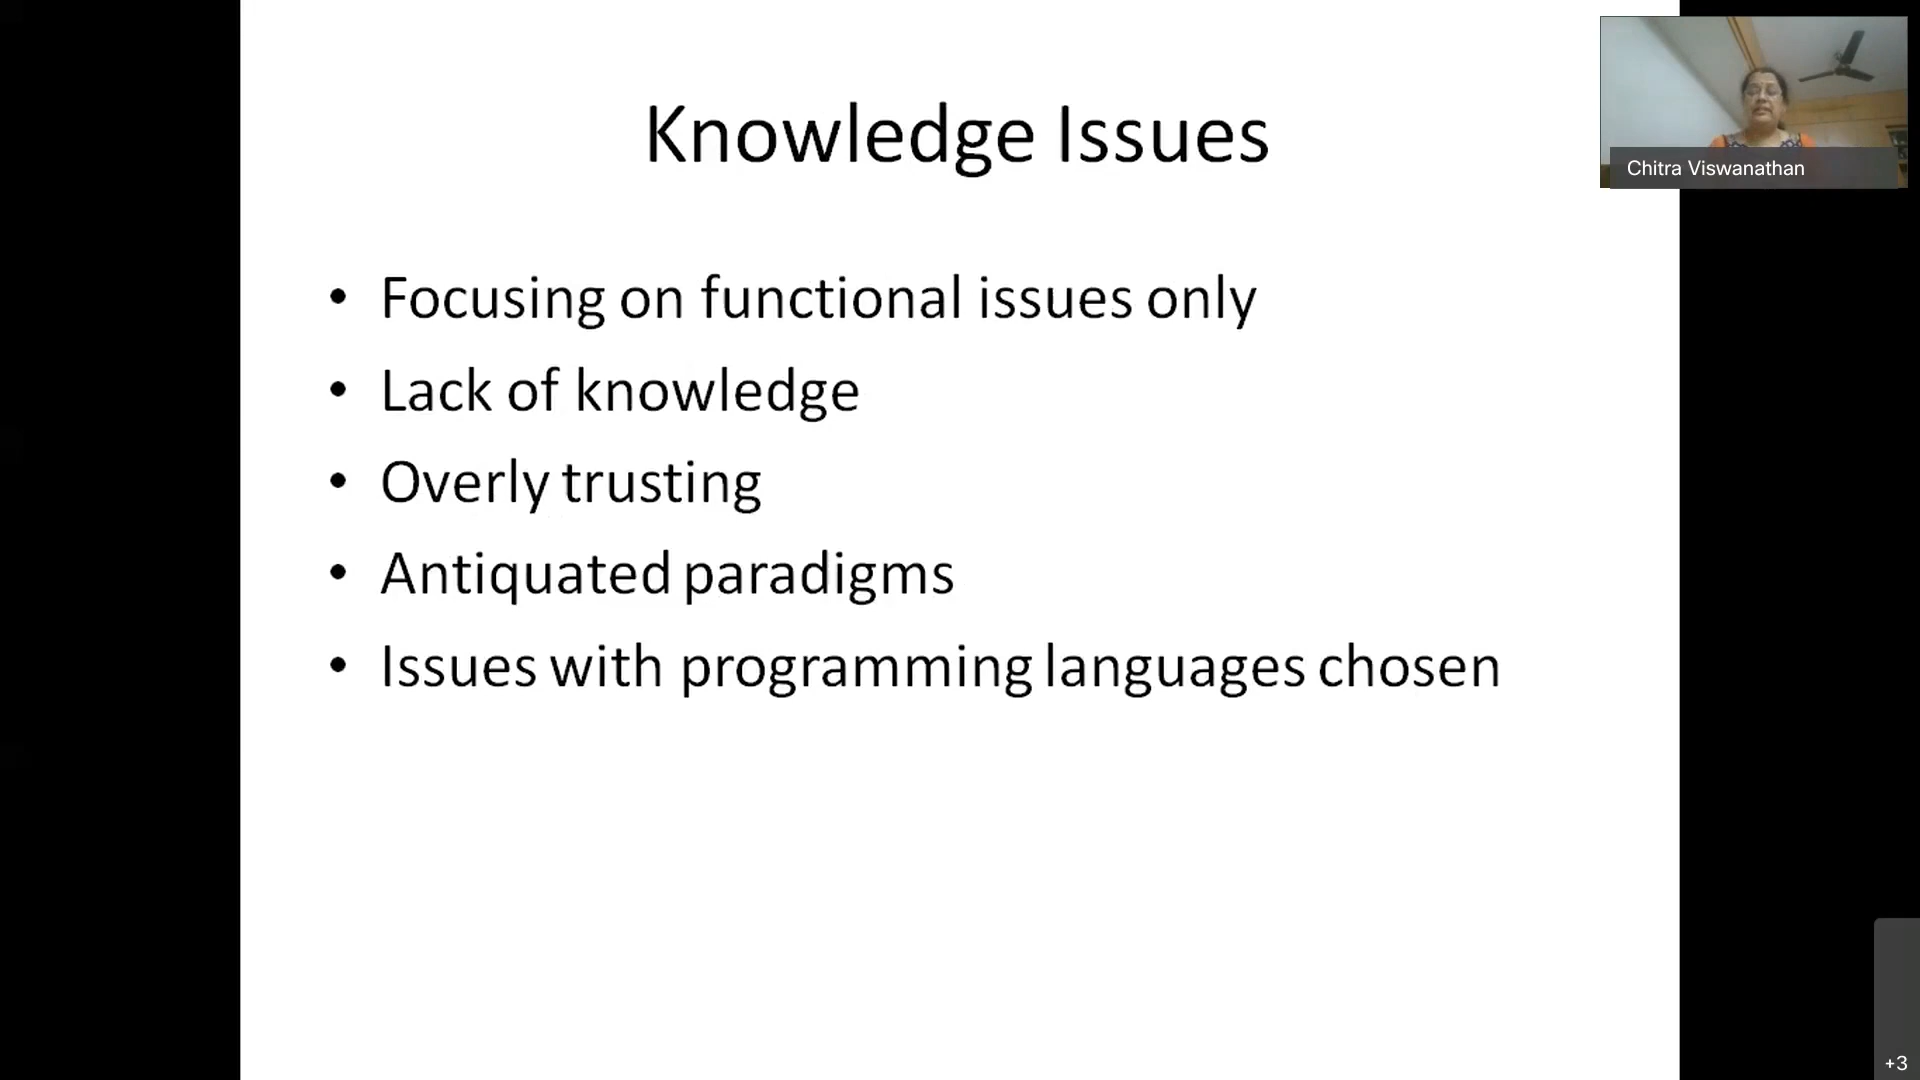 Knowledge Issues
Chitra Viswanathan
• Focusing on functional issues only
• Lack of knowledge
• Overly trusting
• Antiquated paradigms
• Issues with programming languages chosen
+3